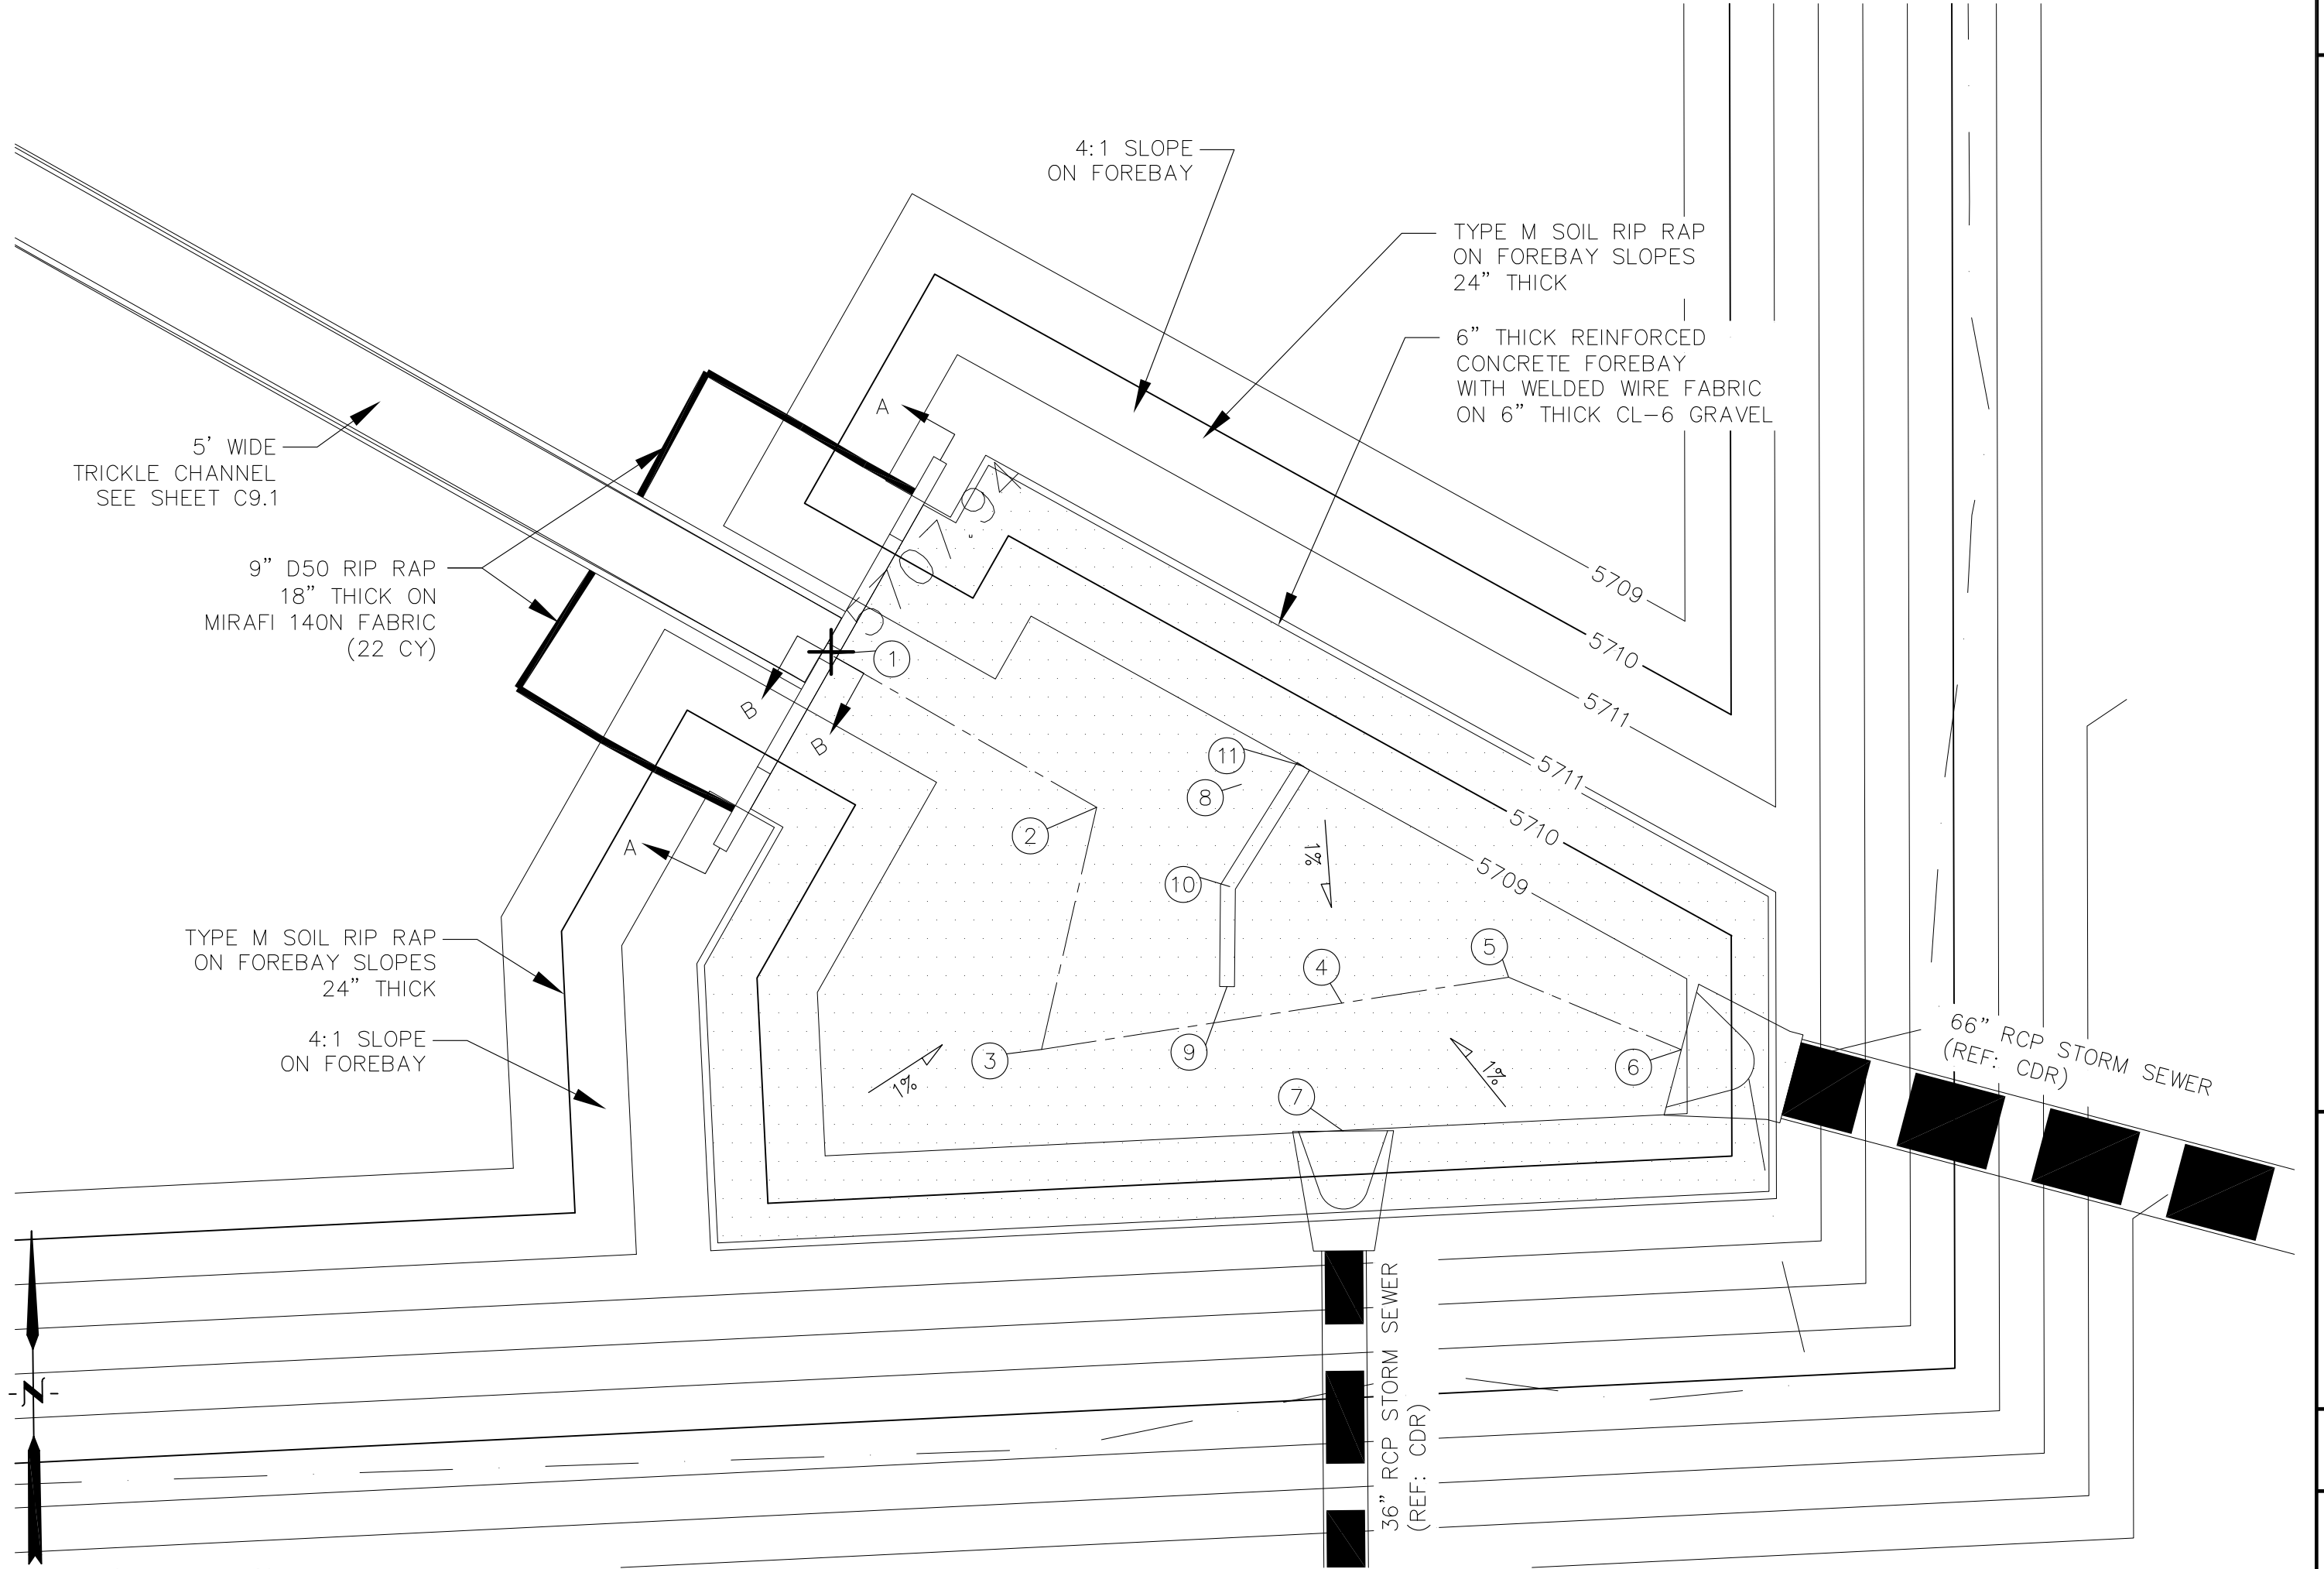 4:1 SLOPE
ON FOREBAY
TYPE M SOIL RIP RAP
ON FOREBAY SLOPES
24" THICK
6" THICK REINFORCED
CONCRETE FOREBAY
WITH WELDED WIRE FABRIC
ON 6" THICK CL-6 GRAVEL
A
5' WIDE
TRICKLE CHANNEL
SEE SHEET C9.1
5707.94
9" D50 RIP RAP
18" THICK ON
MIRAFI 140N FABRIC
(22 CY)
5709
5710
5711
1
B
B
11
8
5711
2
5710
A
1%
10
5709
TYPE M SOIL RIP RAP
ON FOREBAY SLOPES
24" THICK
5
4
4:1 SLOPE
ON FOREBAY
3
9
6
1%
1%
7
66" RCP STORM SEWER
(REF: CDR)
36" RCP STORM SEWER
(REF: CDR)
N